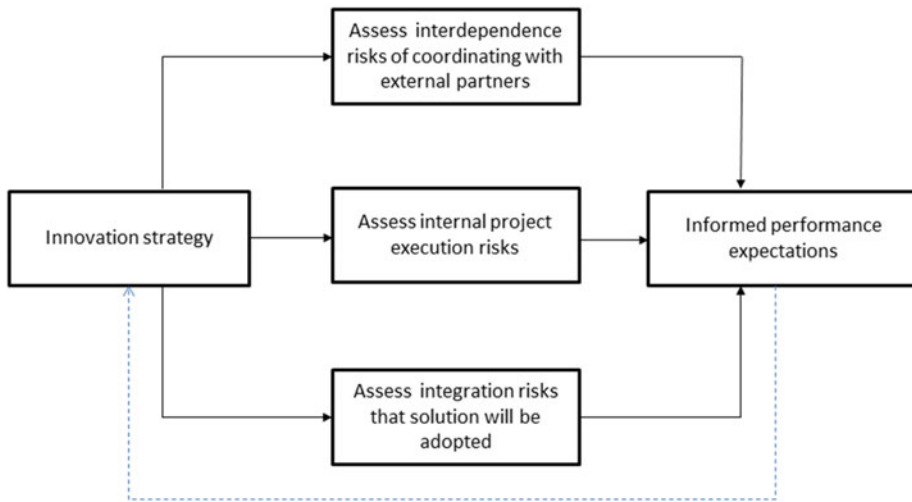 Assess interdependence
risks of coordinating with
external partners
Innovation strategy
Assess internal project
execution risks
Informed performance
expectations
Assess integration risks
that solution will be
adopted